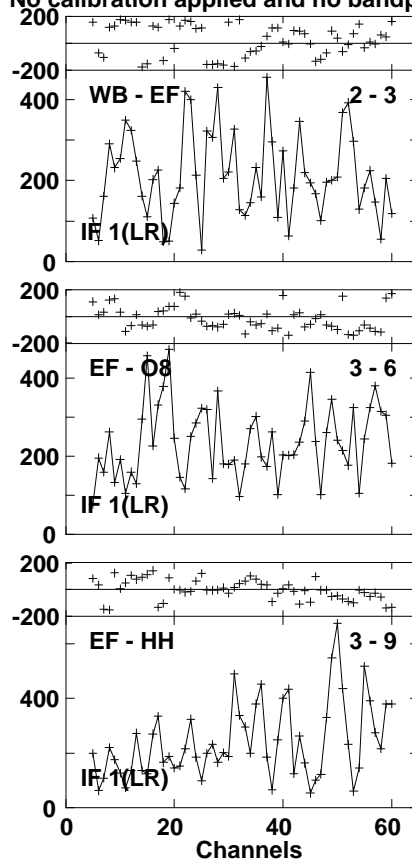 No calibration applied and no bandp
200
-200
WB - EF 2 - 3
400
200
IF 1(LR)
0
200
-200
EF - O8 3 - 6
400
200
IF 1(LR)
0
200
-200
EF - HH 3 - 9
400
IF 1(LR)
0
0 20 40 60
Channels